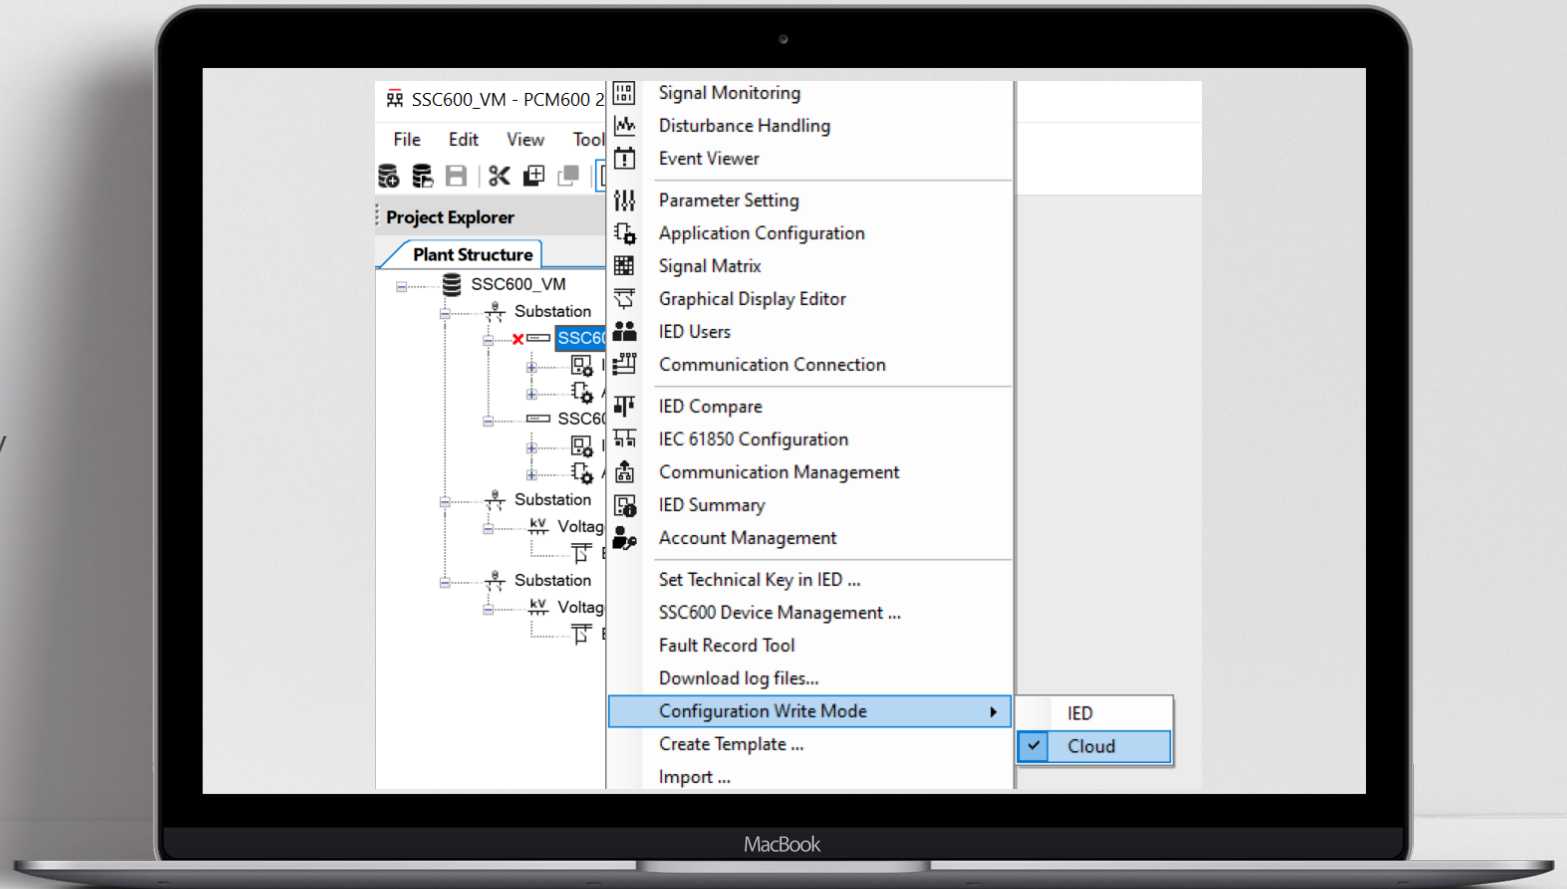 SSC600_VM - PCM600 2
File Edit View Tool
Project Explorer
Plant Structure
SSC600_VM
Substation
SSC60
SSC60
Substation
Voltag
Substation
Voltag
Signal Monitoring
Disturbance Handling
Event Viewer
Parameter Setting
Application Configuration
Signal Matrix
Graphical Display Editor
IED Users
Communication Connection
IED Compare
IEC 61850 Configuration
Communication Management
IED Summary
Account Management
Set Technical Key in IED ...
SSC600 Device Management ...
Fault Record Tool
Download log files...
Configuration Write Mode
Create Template ...
Import ...
IED
Cloud
MacBook